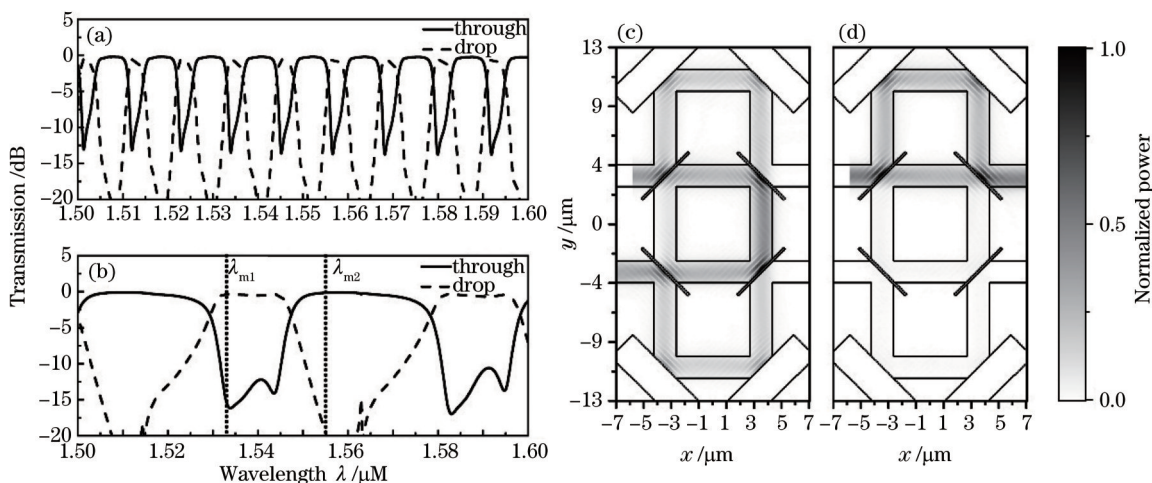 Transmission /dB
(a)
through
drop
5
0
−5
−10
−15
−20
1.50 1.51 1.52 1.53 1.54 1.55 1.56 1.57 1.58 1.59 1.60
(b)
λm1
λm2
through
drop
5
0
−5
−10
−15
−20
1.50 1.52 1.54 1.56 1.58 1.60
Wavelength λ /μM
(c)
(d)
y /μm
13
9
4
0
−4
−9
−13
−7 −5 −3 −1 1 3 5 7
x /μm
−7 −5 −3 −1 1 3 5 7
x /μm
1.0
0.5
0.0
Normalized power